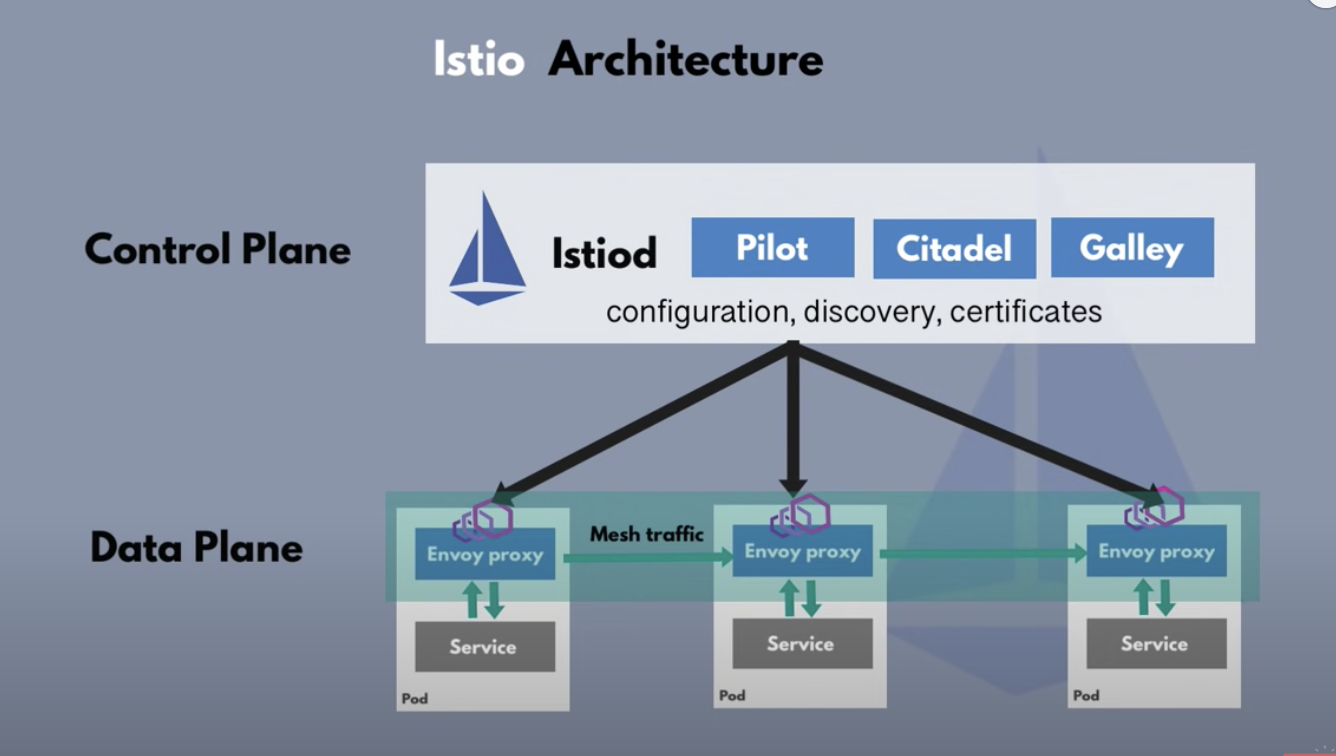 Istio Architecture
Control Plane
Istiod
Pilot
Citadel
Galley
configuration, discovery, certificates
Data Plane
Mesh traffic
Envoy proxy
Envoy proxy
Envoy proxy
Service
Service
Service
Pod
Pod
Pod